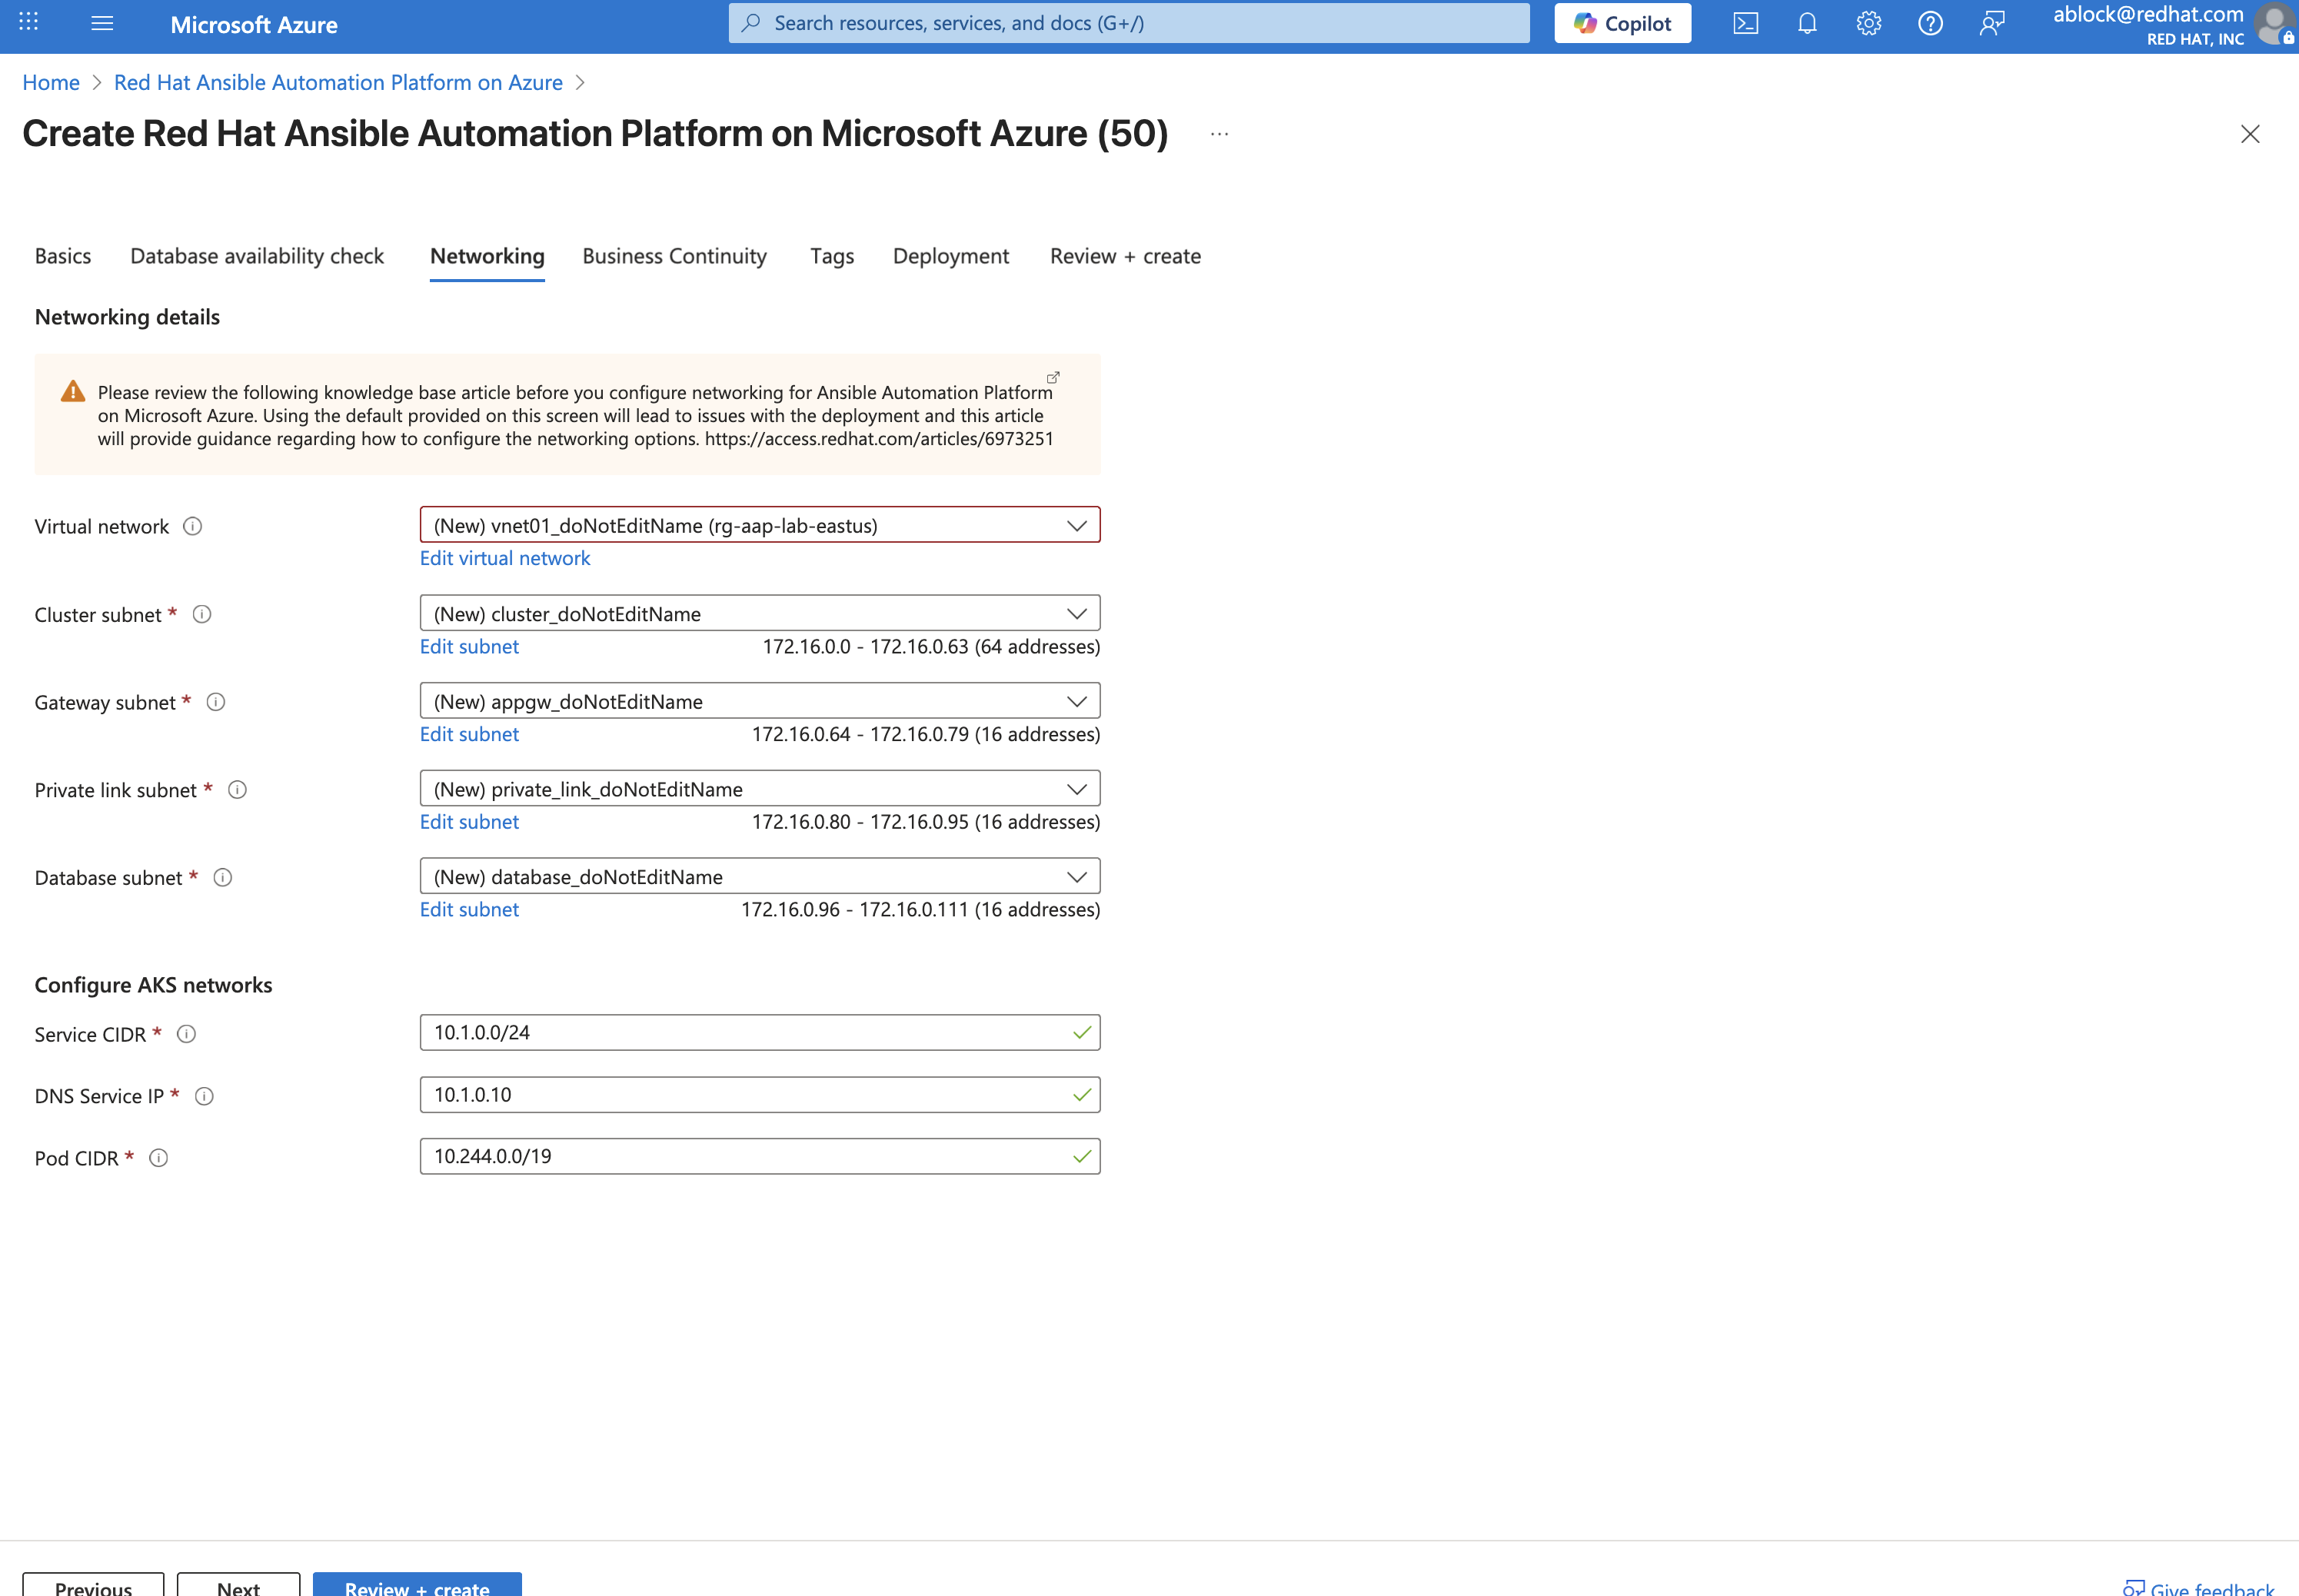 Microsoft Azure
Search resources, services, and docs (G+/)
Copilot
ablock@redhat.com
RED HAT, INC
Home > Red Hat Ansible Automation Platform on Azure >
Create Red Hat Ansible Automation Platform on Microsoft Azure (50) ...
Basics Database availability check Networking Business Continuity Tags Deployment Review + create
Networking details
Please review the following knowledge base article before you configure networking for Ansible Automation Platform
on Microsoft Azure. Using the default provided on this screen will lead to issues with the deployment and this article
will provide guidance regarding how to configure the networking options. https://access.redhat.com/articles/6973251
Virtual network (New) vnet01_doNotEditName (rg-aap-lab-eastus)
Edit virtual network
Cluster subnet * (New) cluster_doNotEditName
Edit subnet 172.16.0.0 - 172.16.0.63 (64 addresses)
Gateway subnet * (New) appgw_doNotEditName
Edit subnet 172.16.0.64 - 172.16.0.79 (16 addresses)
Private link subnet * (New) private_link_doNotEditName
Edit subnet 172.16.0.80 - 172.16.0.95 (16 addresses)
Database subnet * (New) database_doNotEditName
Edit subnet 172.16.0.96 - 172.16.0.111 (16 addresses)
Configure AKS networks
Service CIDR * 10.1.0.0/24
DNS Service IP * 10.1.0.10
Pod CIDR * 10.244.0.0/19
Previous Next Review + create Give feedback